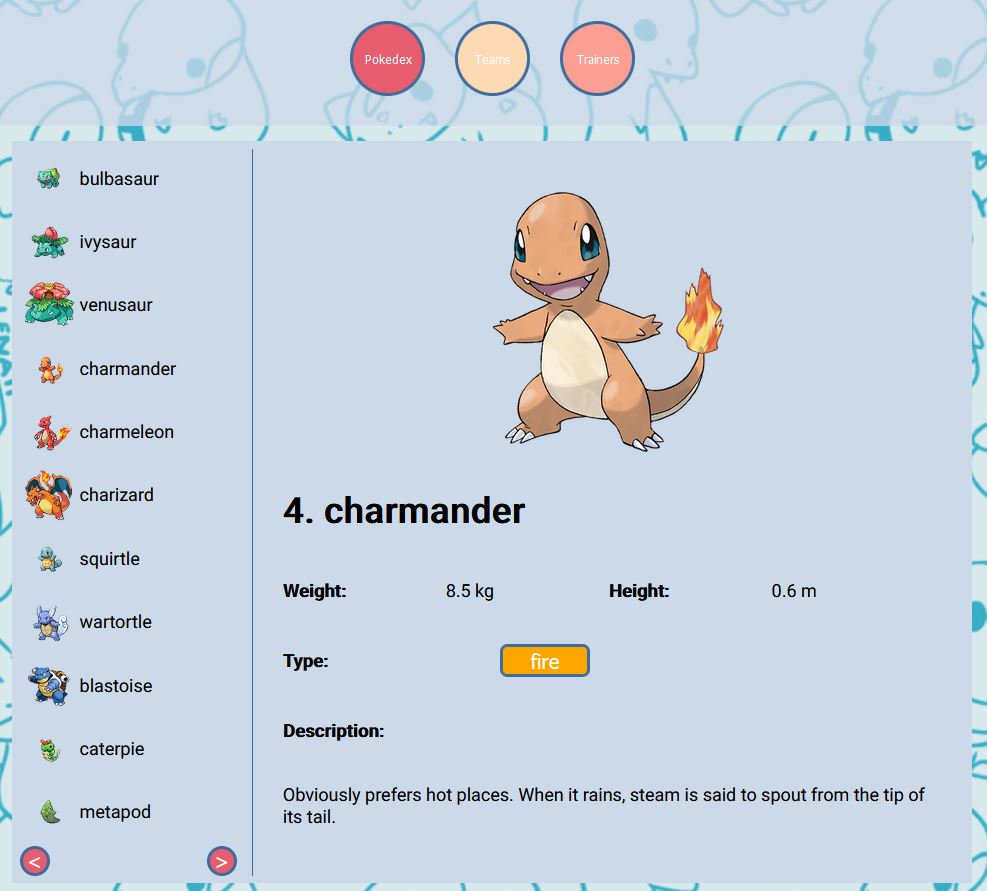 Pokedex
Teams
Trainers
bulbasaur
ivysaur
venusaur
charmander
charmeleon
charizard
squirtle
wartortle
blastoise
caterpie
metapod
<
>
4. charmander
Weight: 8.5 kg Height: 0.6 m
Type: fire
Description:
Obviously prefers hot places. When it rains, steam is said to spout from the tip of
its tail.